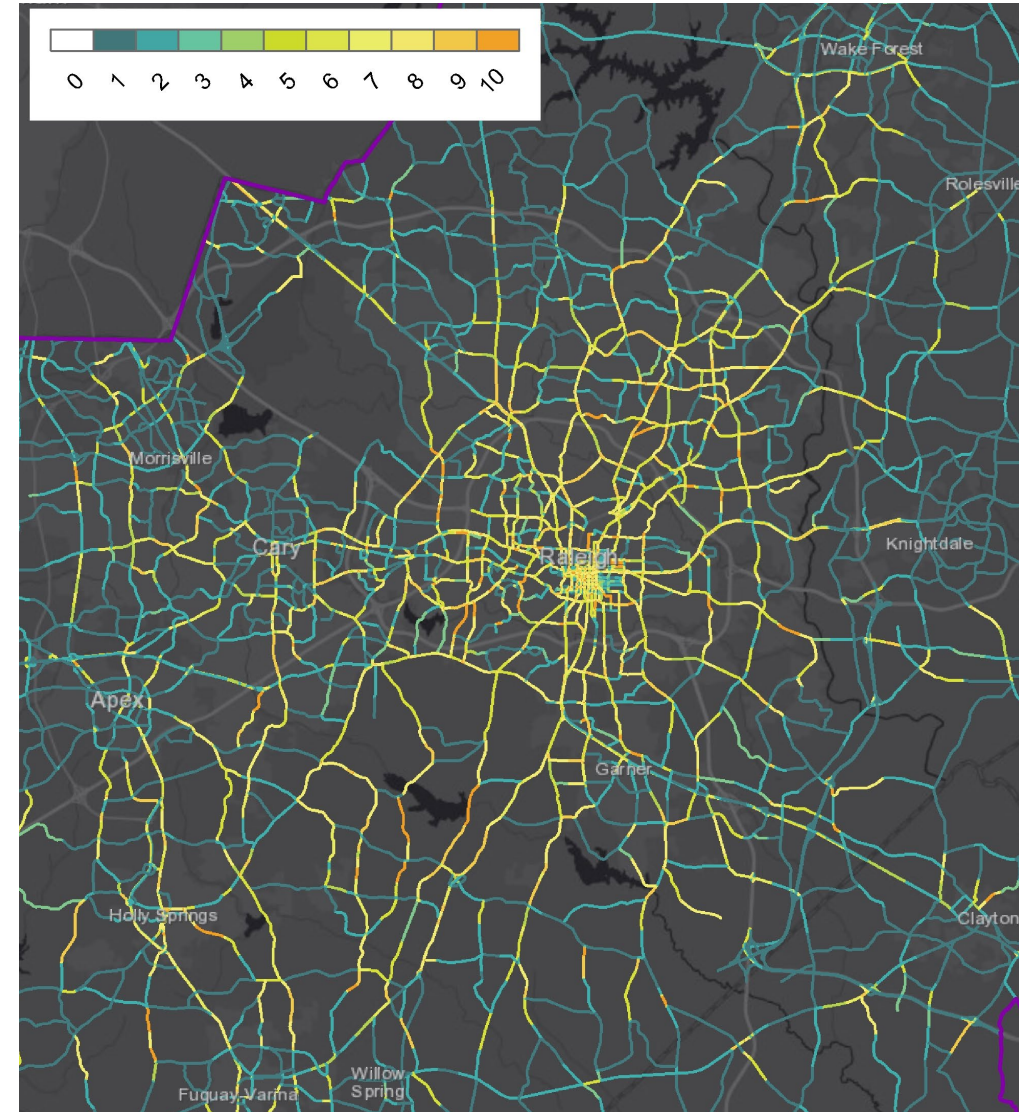 0 1 2 3 4 5 6 7 8 9 10
Wake Forest
Rolesville
Morrisville
Cary
Raleigh
Knightdale
Apex
Garner
Holly Springs
Clayton
Willow
Spring
Fuquay-Varina